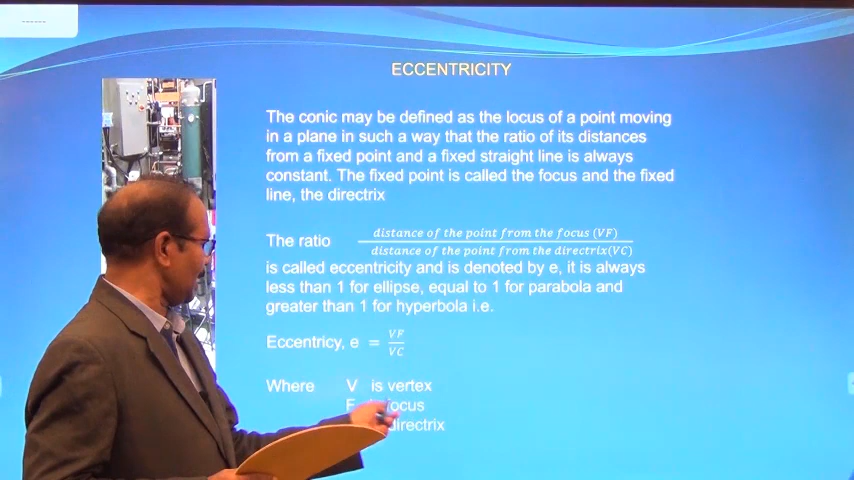 ------
ECCENTRICITY
The conic may be defined as the locus of a point moving
in a plane in such a way that the ratio of its distances
from a fixed point and a fixed straight line is always
constant. The fixed point is called the focus and the fixed
line, the directrix
The ratio distance of the point from the focus (VF)
distance of the point from the directrix(VC)
is called eccentricity and is denoted by e, it is always
less than 1 for ellipse, equal to 1 for parabola and
greater than 1 for hyperbola i.e.
Eccentricy, e = VF
VC
Where V is vertex
F focus
directrix